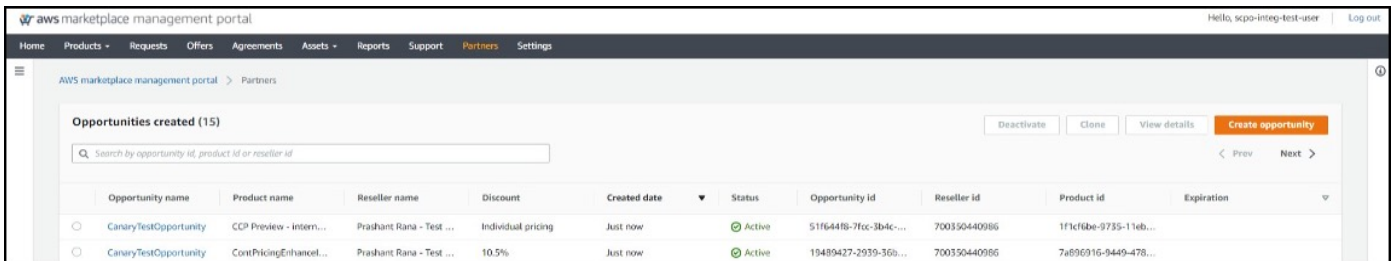 aws marketplace management portal
Hello, scpo-integ-test-user Log out
Home Products Requests Offers Agreements Assets Reports Support Partners Settings
AWS marketplace management portal > Partners
Opportunities created (15)
Deactivate Clone View details Create opportunity
Search by opportunity id, product id or reseller id
< Prev Next >
Opportunity name Product name Reseller name Discount Created date Status Opportunity id Reseller id Product id Expiration
CanaryTestOpportunity CCP Preview - intern... Prashant Rana - Test ... Individual pricing Just now Active 51f644f8-7fcc-3b4c-... 700350440986 1f1cf6be-9735-11eb...
CanaryTestOpportunity ContPricingEnhancel... Prashant Rana - Test ... 10.5% Just now Active 19489427-2939-36b... 700350440986 7a896916-9449-478...